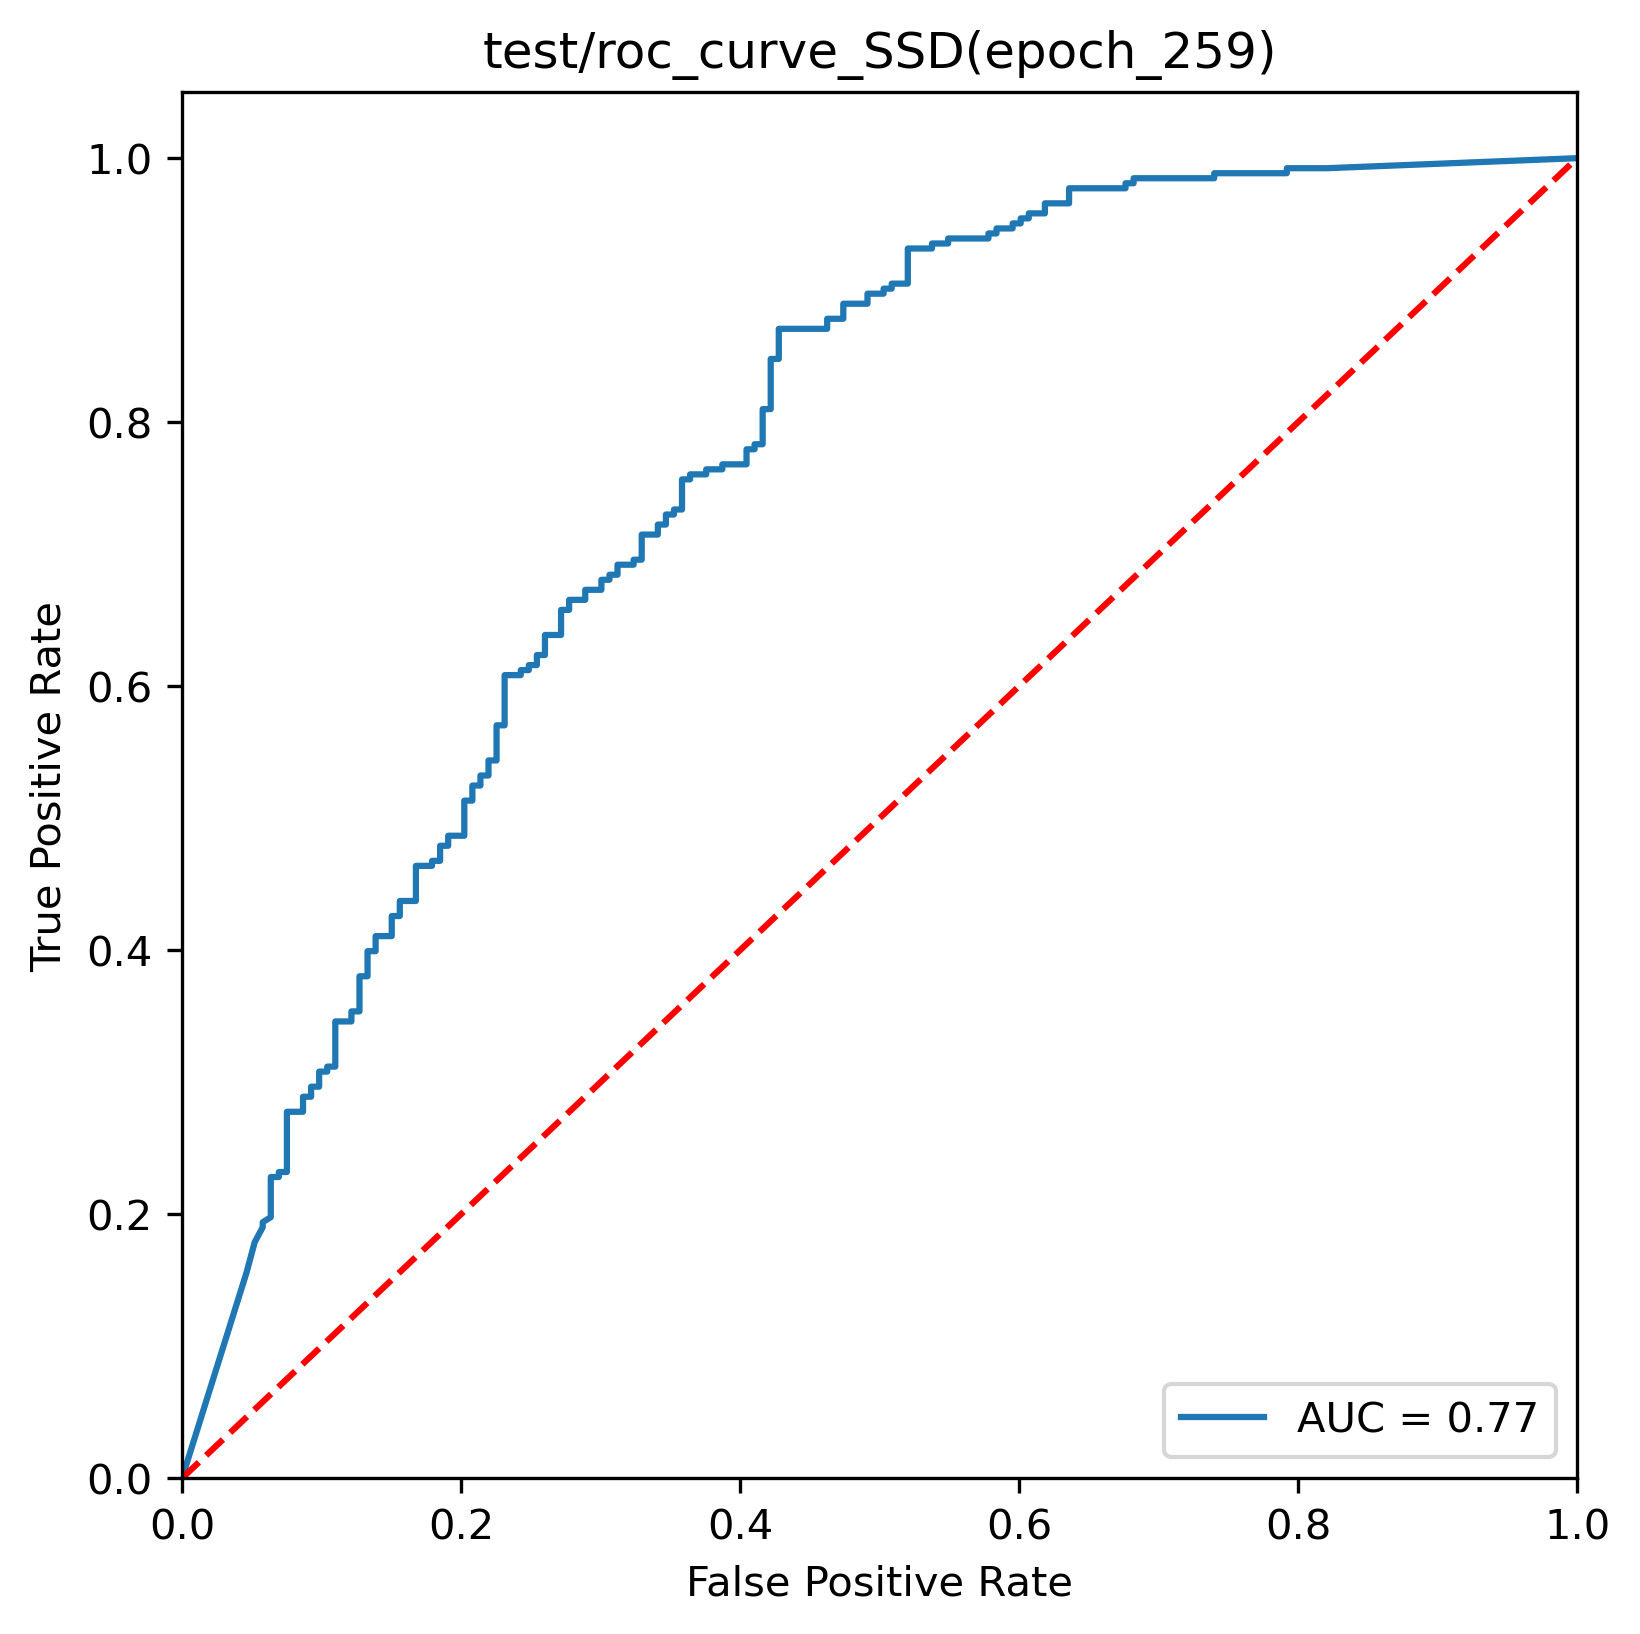 test/roc_curve_SSD(epoch_259)
1.0
0.8
0.6
0.4
0.2
0.0
True Positive Rate
AUC = 0.77
0.0 0.2 0.4 0.6 0.8 1.0
False Positive Rate